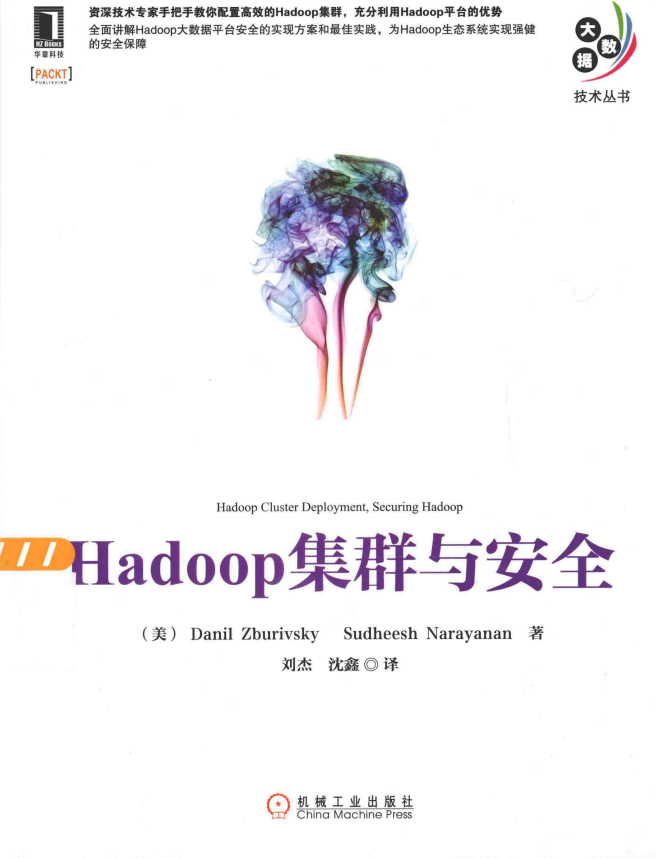 资深技术专家手把手教你配置高效的Hadoop集群，充分利用Hadoop平台的优势
全面讲解Hadoop大数据平台安全的实现方案和最佳实践，为Hadoop生态系统实现强健
的安全保障
HZ BOOKS
华章科技
[PACKT]
PUBLISHING
大数据
技术丛书
Hadoop Cluster Deployment, Securing Hadoop
Hadoop集群与安全
（美）Danil Zburivsky Sudheesh Narayanan 著
刘杰 沈鑫◎译
机械工业出版社
China Machine Press